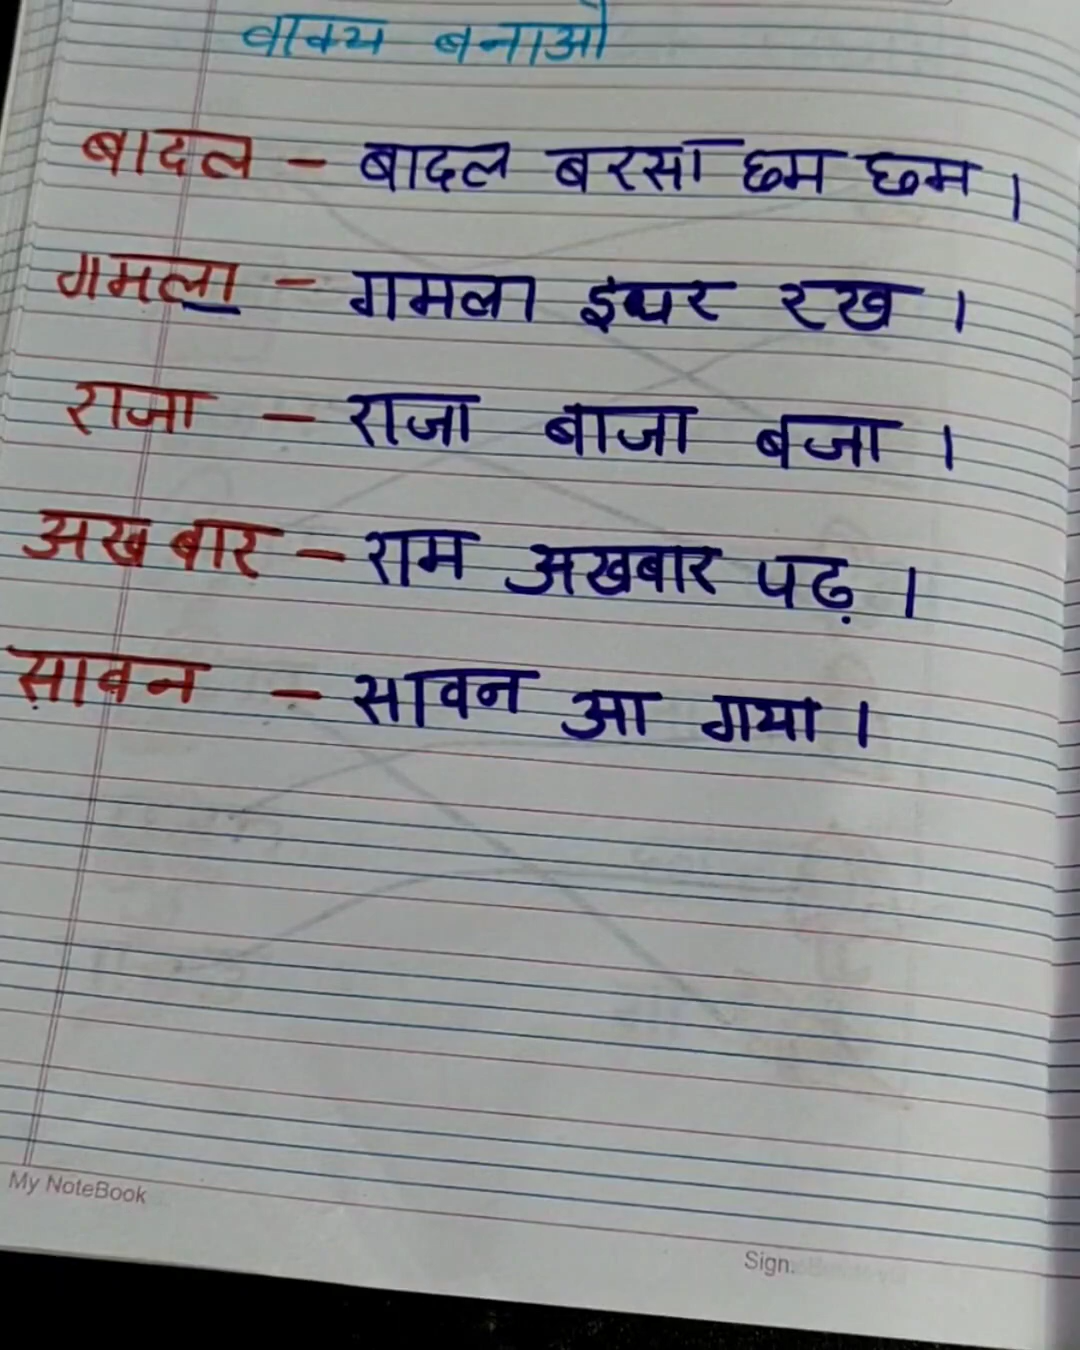 वाक्य बनाओ
बादल – बादल बरसा छम छम ।
गमला – गमला इधर रख ।
राजा – राजा बाजा बजा ।
अखबार – राम अखबार पढ़ ।
सावन – सावन आ गया ।
My NoteBook
Sign.